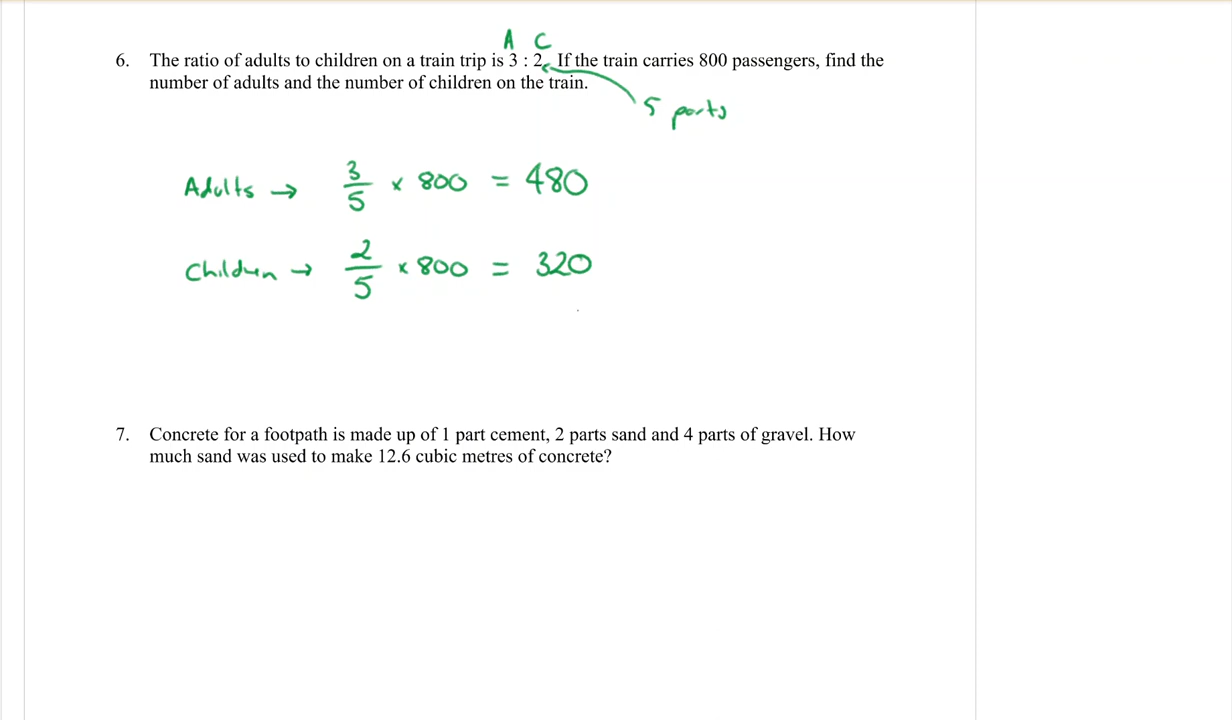 A C
6. The ratio of adults to children on a train trip is 3 : 2. If the train carries 800 passengers, find the
number of adults and the number of children on the train.
5 parts
Adults → 3/5 × 800 = 480
Children → 2/5 × 800 = 320
7. Concrete for a footpath is made up of 1 part cement, 2 parts sand and 4 parts of gravel. How
much sand was used to make 12.6 cubic metres of concrete?